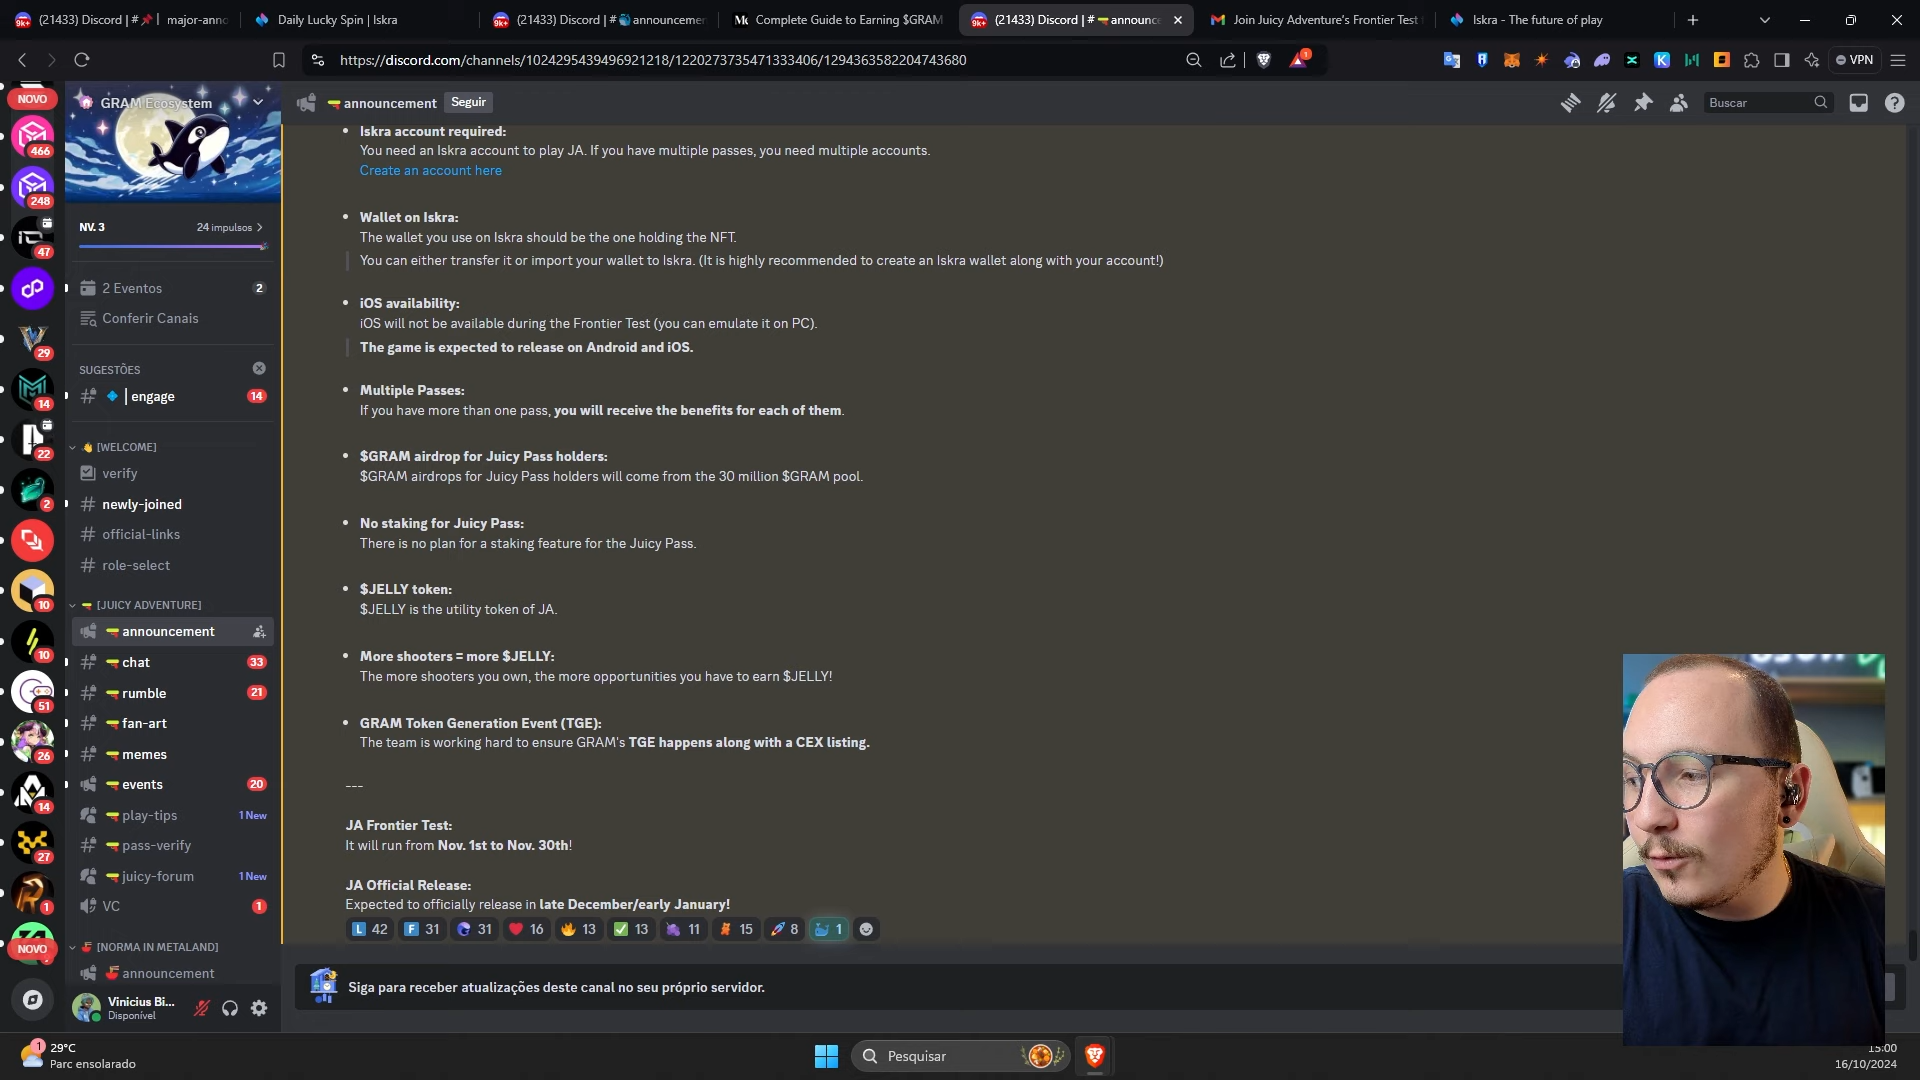 (21433) Discord | # 📌 | major-anno
Daily Lucky Spin | Iskra
(21433) Discord | # announcemen
Complete Guide to Earning $GRAM
(21433) Discord | # announce
Join Juicy Adventure's Frontier Test
Iskra - The future of play
https://discord.com/channels/1024295439496921218/1220273735471333406/1294363582204743680
1
VPN
NOVO
466
248
47
29
14
22
2
10
10
51
26
14
27
1
NOVO
GRAM Ecosystem
NV. 3
24 impulsos
2 Eventos
2
Conferir Canais
SUGESTÕES
| engage
14
[WELCOME]
verify
newly-joined
official-links
role-select
[JUICY ADVENTURE]
announcement
chat
33
rumble
21
fan-art
memes
events
20
play-tips
1 New
pass-verify
juicy-forum
1 New
VC
1
[NORMA IN METALAND]
announcement
Vinicius Bi...
Disponível
announcement
Seguir
Buscar
• Iskra account required:
You need an Iskra account to play JA. If you have multiple passes, you need multiple accounts.
Create an account here
• Wallet on Iskra:
The wallet you use on Iskra should be the one holding the NFT.
You can either transfer it or import your wallet to Iskra. (It is highly recommended to create an Iskra wallet along with your account!)
• iOS availability:
iOS will not be available during the Frontier Test (you can emulate it on PC).
The game is expected to release on Android and iOS.
• Multiple Passes:
If you have more than one pass, you will receive the benefits for each of them.
• $GRAM airdrop for Juicy Pass holders:
$GRAM airdrops for Juicy Pass holders will come from the 30 million $GRAM pool.
• No staking for Juicy Pass:
There is no plan for a staking feature for the Juicy Pass.
• $JELLY token:
$JELLY is the utility token of JA.
• More shooters = more $JELLY:
The more shooters you own, the more opportunities you have to earn $JELLY!
• GRAM Token Generation Event (TGE):
The team is working hard to ensure GRAM's TGE happens along with a CEX listing.
---
JA Frontier Test:
It will run from Nov. 1st to Nov. 30th!
JA Official Release:
Expected to officially release in late December/early January!
L 42
F 31
31
16
13
13
11
15
8
1
Siga para receber atualizações deste canal no seu próprio servidor.
1
29°C
Parc ensolarado
Pesquisar
15:00
16/10/2024